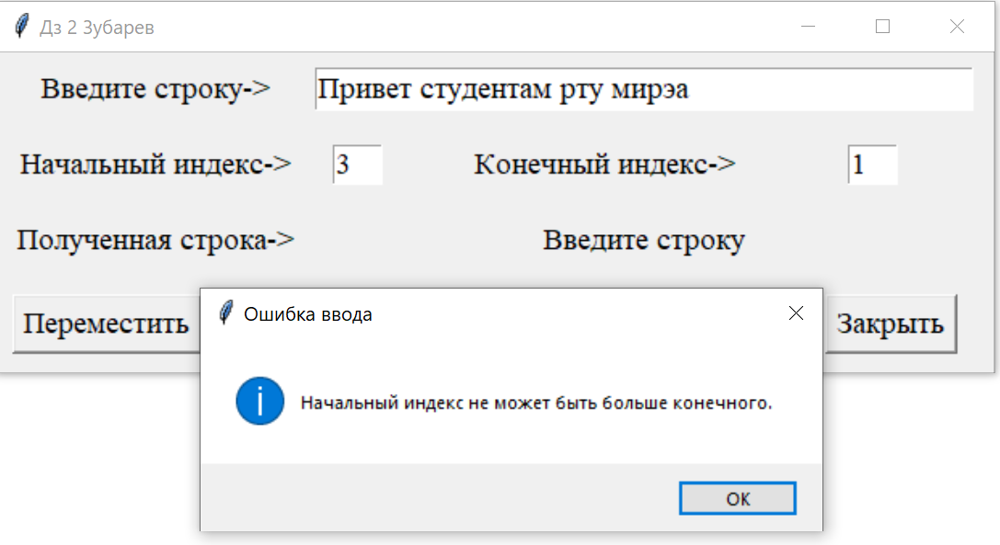 Дз 2 Зубарев
Введите строку-> Привет студентам рту мирэа
Начальный индекс-> 3 Конечный индекс-> 1
Полученная строка-> Введите строку
Переместить Закрыть
Ошибка ввода
Начальный индекс не может быть больше конечного.
OK